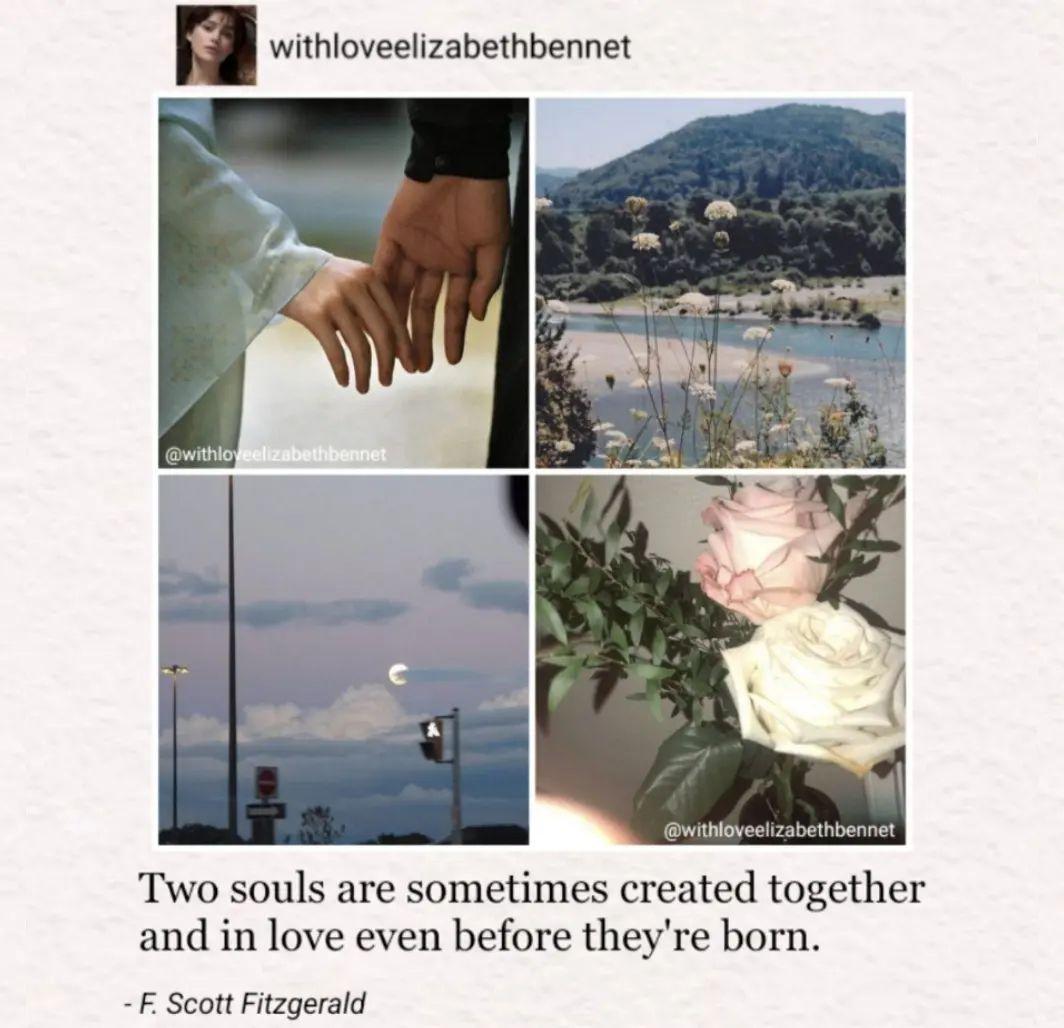 withloveelizabethbennet
@withloveelizabethbennet
@withloveelizabethbennet
Two souls are sometimes created together
and in love even before they're born.
- F. Scott Fitzgerald